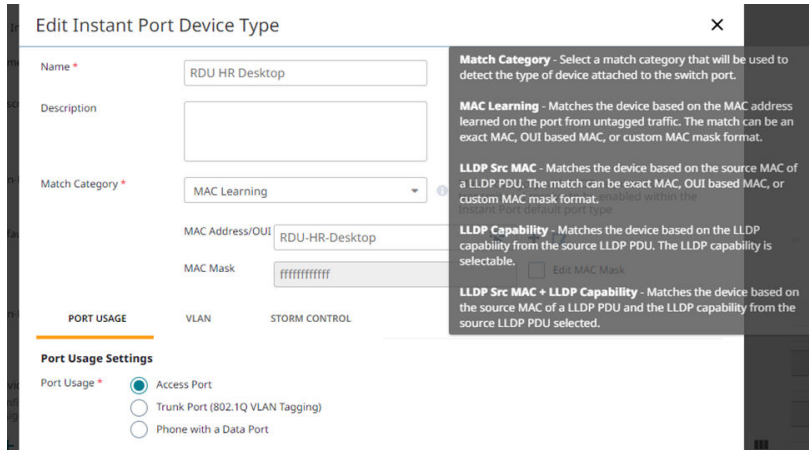 Edit Instant Port Device Type
Name *
RDU HR Desktop
Description
Match Category *
MAC Learning
MAC Address/OUI
RDU-HR-Desktop
MAC Mask
ffffffffffff
Edit MAC Mask
Match Category - Select a match category that will be used to
detect the type of device attached to the switch port.
MAC Learning - Matches the device based on the MAC address
learned on the port from untagged traffic. The match can be an
exact MAC, OUI based MAC, or custom MAC mask format.
LLDP Src MAC - Matches the device based on the source MAC of
a LLDP PDU. The match can be exact MAC, OUI based MAC, or
custom MAC mask format.
LLDP Capability - Matches the device based on the LLDP
capability from the source LLDP PDU. The LLDP capability is
selectable.
LLDP Src MAC + LLDP Capability - Matches the device based on
the source MAC of a LLDP PDU and the LLDP capability from the
source LLDP PDU selected.
enabled within the
Instant Port default port type
PORT USAGE
VLAN
STORM CONTROL
Port Usage Settings
Port Usage *
Access Port
Trunk Port (802.1Q VLAN Tagging)
Phone with a Data Port